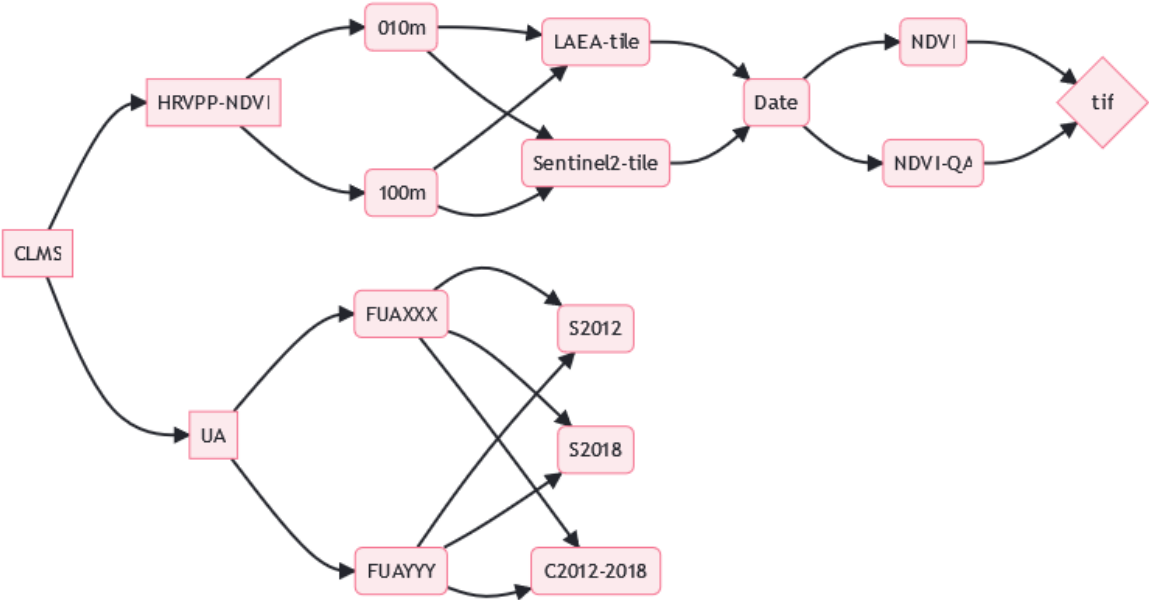 010m
LAEA-tile
NDVI
HRVPP-NDVI
Date
tif
100m
Sentinel2-tile
NDVI-QA
CLMS
FUAXXX
S2012
UA
S2018
FUAYYY
C2012-2018